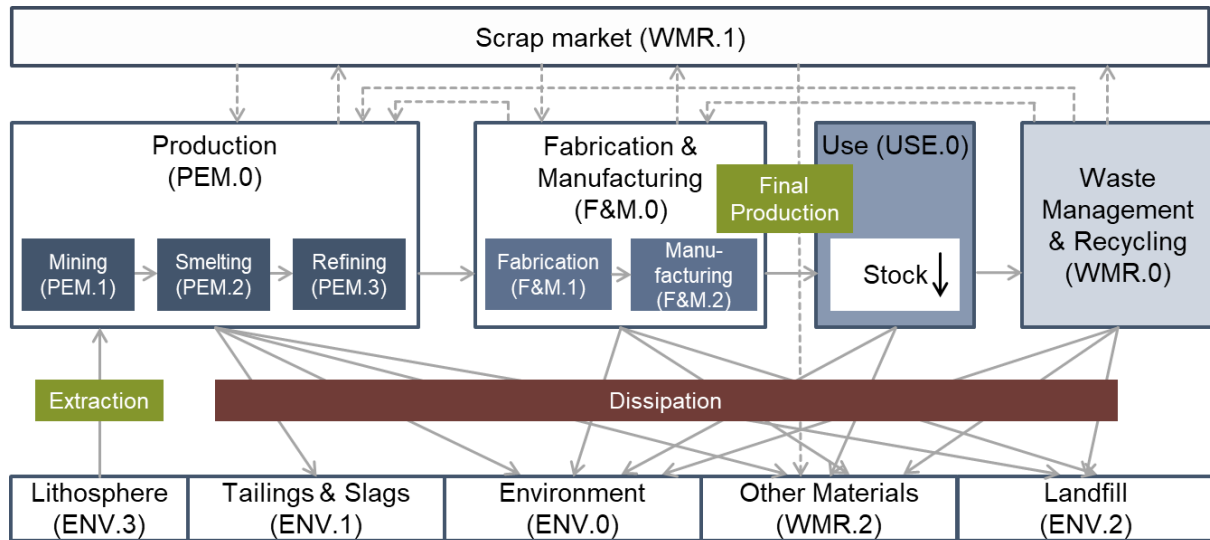 Scrap market (WMR.1)
Production
(PEM.0)
Mining
(PEM.1)
Smelting
(PEM.2)
Refining
(PEM.3)
Fabrication &
Manufacturing
(F&M.0)
Fabrication
(F&M.1)
Manu-
facturing
(F&M.2)
Final
Production
Use (USE.0)
Stock
Waste
Management
& Recycling
(WMR.0)
Extraction
Dissipation
Lithosphere
(ENV.3)
Tailings & Slags
(ENV.1)
Environment
(ENV.0)
Other Materials
(WMR.2)
Landfill
(ENV.2)